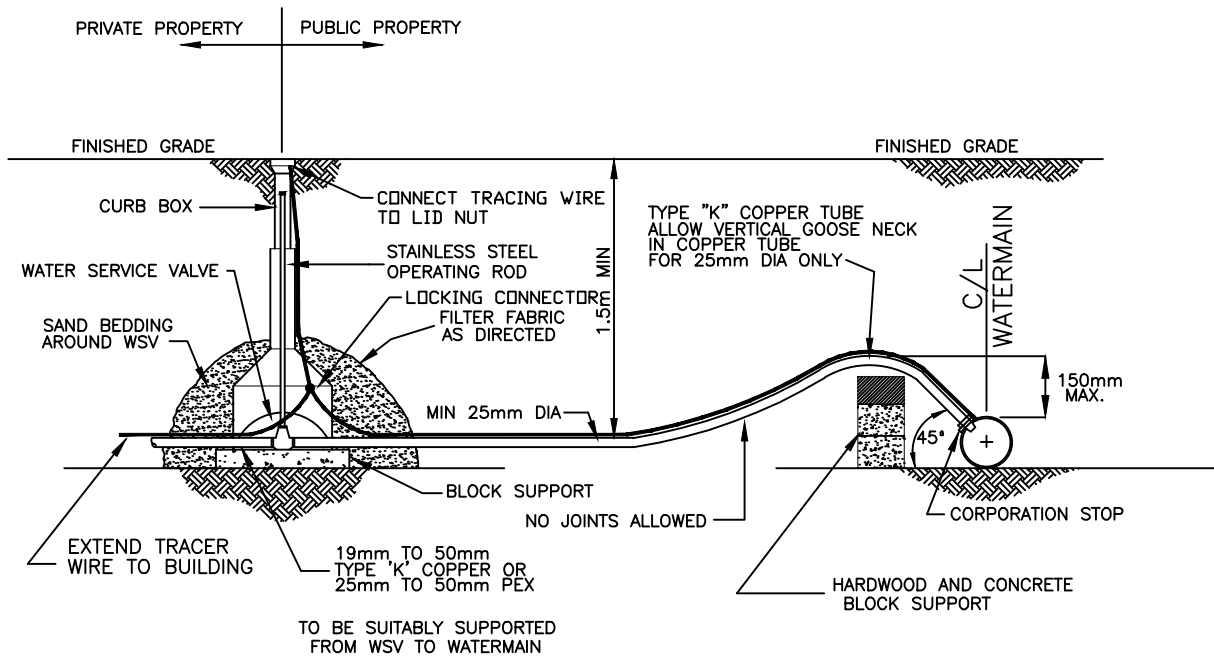 PRIVATE PROPERTY
PUBLIC PROPERTY
FINISHED GRADE
FINISHED GRADE
CURB BOX
CONNECT TRACING WIRE
TO LID NUT
STAINLESS STEEL
OPERATING ROD
WATER SERVICE VALVE
LOCKING CONNECTOR
FILTER FABRIC
AS DIRECTED
SAND BEDDING
AROUND WSV
1.5m MIN
TYPE "K" COPPER TUBE
ALLOW VERTICAL GOOSE NECK
IN COPPER TUBE
FOR 25mm DIA ONLY
C/L
WATERMAIN
150mm
MAX.
MIN 25mm DIA
45°
BLOCK SUPPORT
NO JOINTS ALLOWED
CORPORATION STOP
EXTEND TRACER
WIRE TO BUILDING
19mm TO 50mm
TYPE 'K' COPPER OR
25mm TO 50mm PEX
HARDWOOD AND CONCRETE
BLOCK SUPPORT
TO BE SUITABLY SUPPORTED
FROM WSV TO WATERMAIN